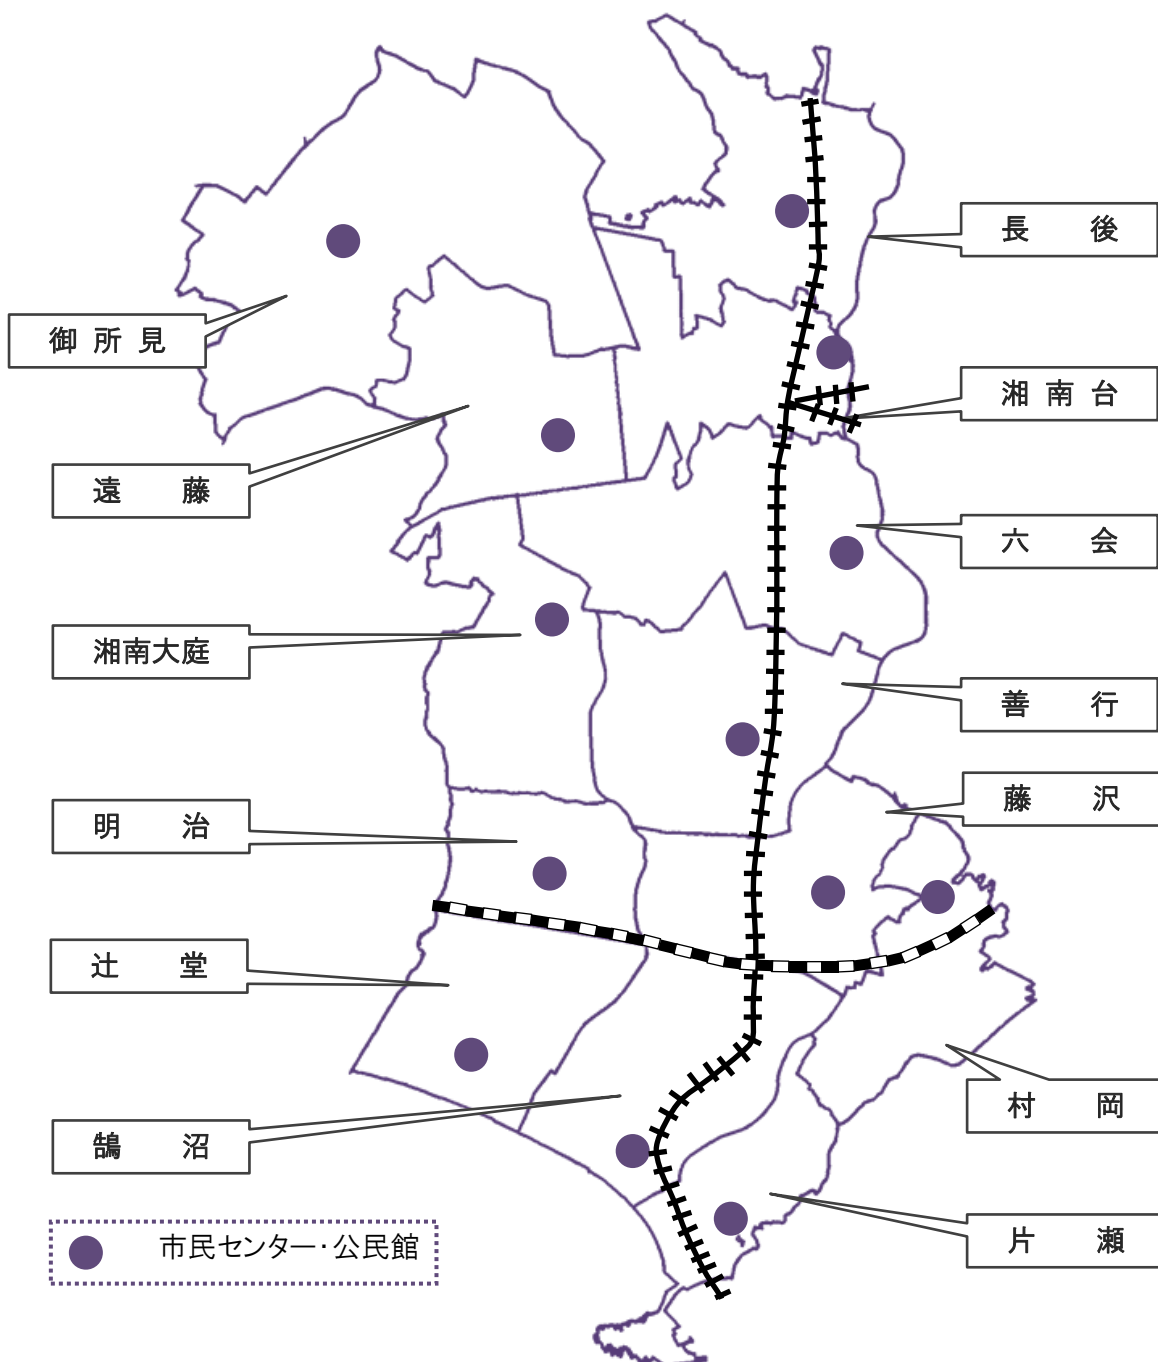 長　後
御 所 見
湘 南 台
遠　藤
六　会
湘南大庭
善　行
藤　沢
明　治
辻　堂
村　岡
鵠　沼
片　瀬
市民センター・公民館